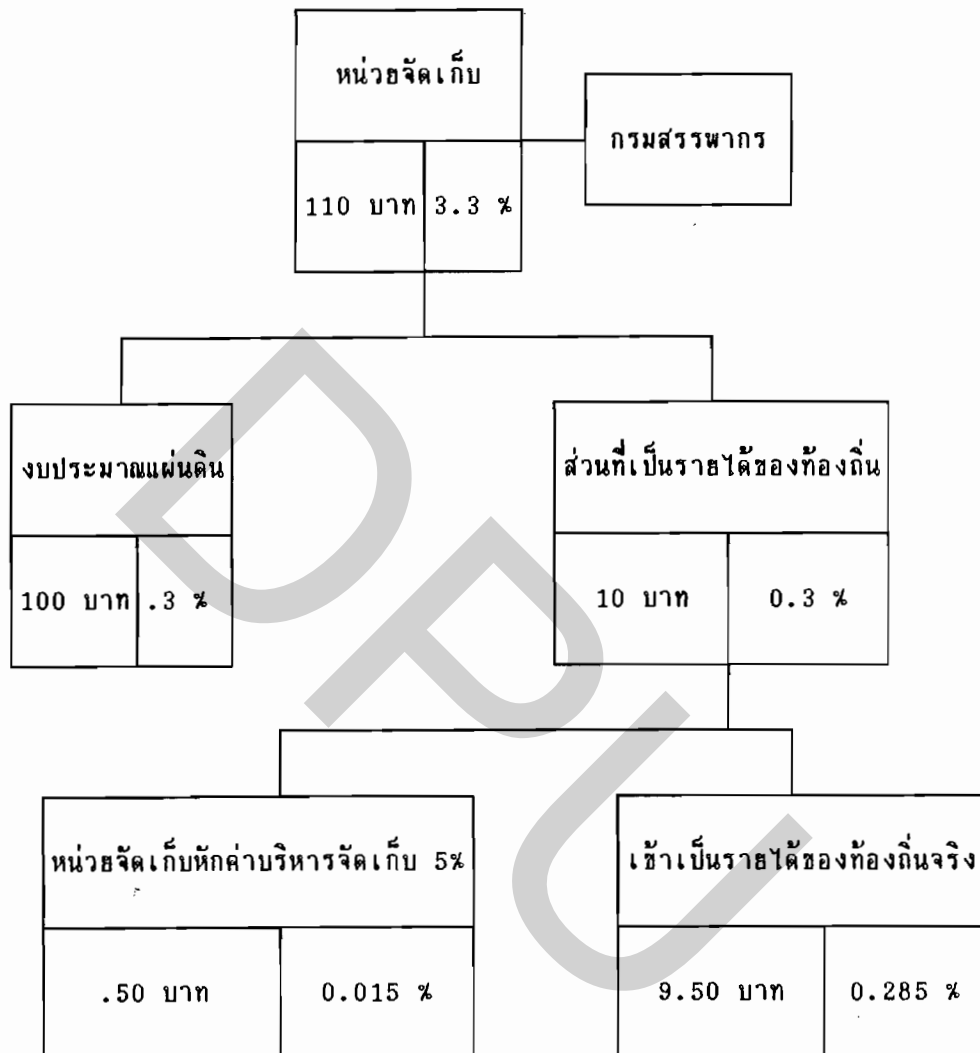 หน่วยจัดเก็บ
กรมสรรพากร
110 บาท 3.3 %
งบประมาณแผ่นดิน
ส่วนที่เป็นรายได้ของท้องถิ่น
100 บาท .3 %
10 บาท 0.3 %
หน่วยจัดเก็บหักค่าบริหารจัดเก็บ 5%
เข้าเป็นรายได้ของท้องถิ่นจริง
.50 บาท 0.015 %
9.50 บาท 0.285 %
DPU